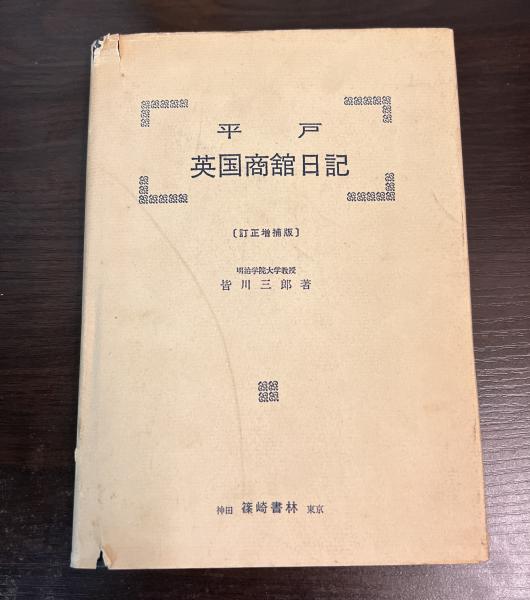 平戸
英国商舘日記
〔訂正増補版〕
明治学院大学教授
皆川三郎著
神田 篠崎書林 東京